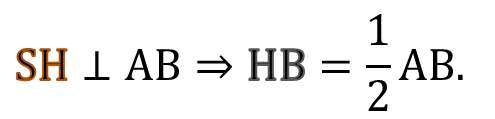 SH ⊥ AB ⇒ HB = 1/2 AB.